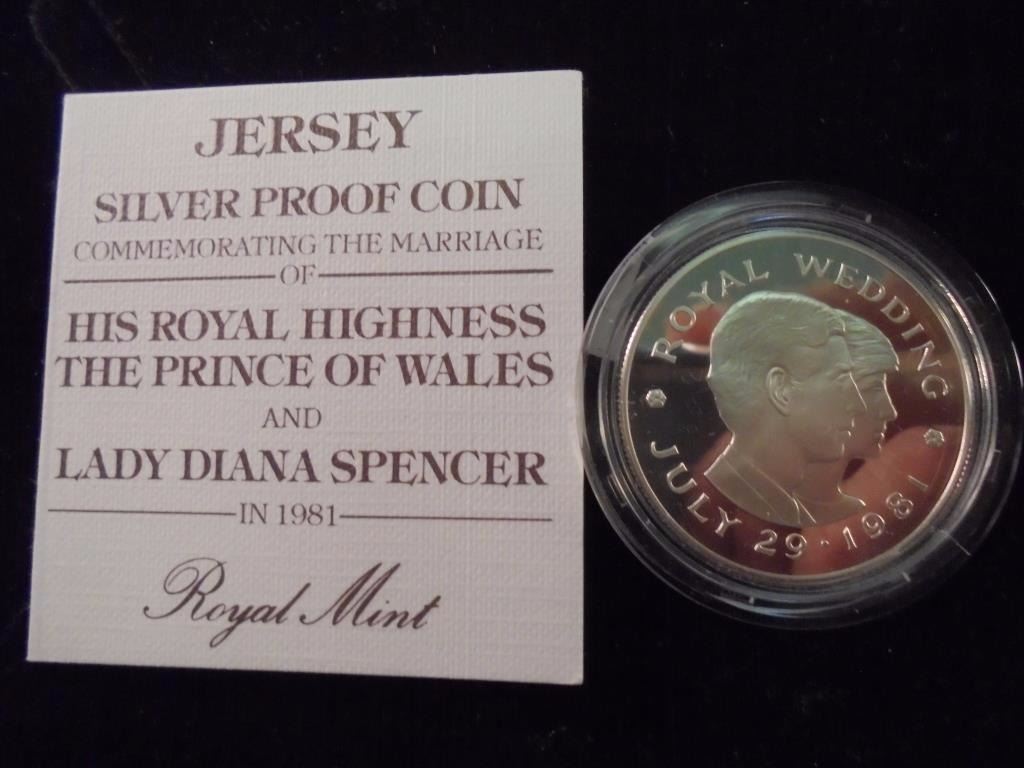 JERSEY
SILVER PROOF COIN
COMMEMORATING THE MARRIAGE
OF
HIS ROYAL HIGHNESS
THE PRINCE OF WALES
AND
LADY DIANA SPENCER
IN 1981
Royal Mint
ROYAL WEDDING
JULY 29 · 1981